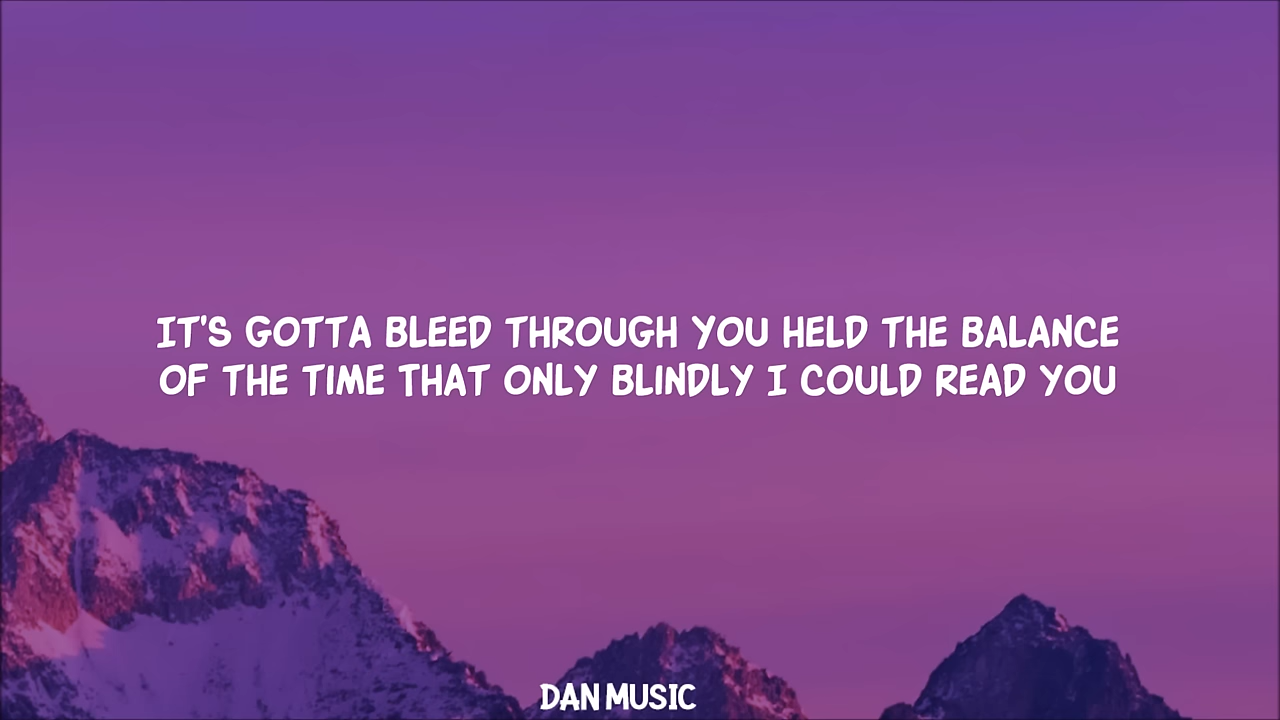 IT'S GOTTA BLEED THROUGH YOU HELD THE BALANCE
OF THE TIME THAT ONLY BLINDLY I COULD READ YOU
DAN MUSIC